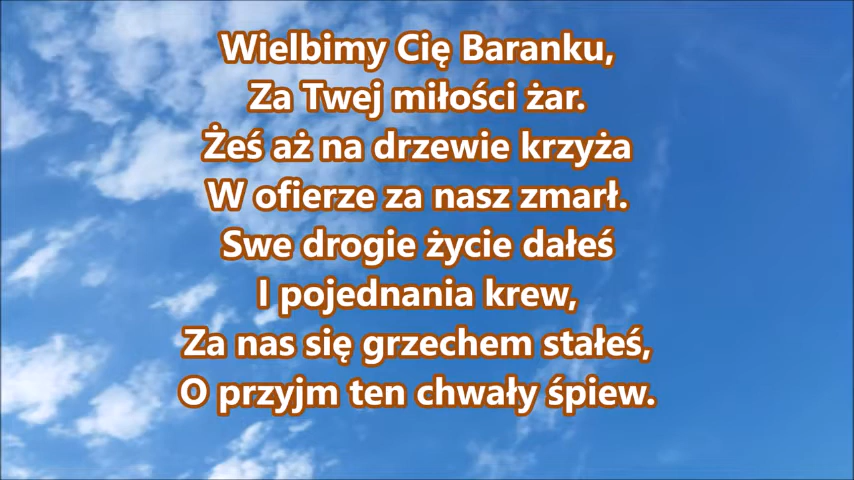 Wielbimy Cię Baranku,
Za Twej miłości żar.
Żeś aż na drzewie krzyża
W ofierze za nasz zmarł.
Swe drogie życie dałeś
I pojednania krew,
Za nas się grzechem stałeś,
O przyjm ten chwały śpiew.